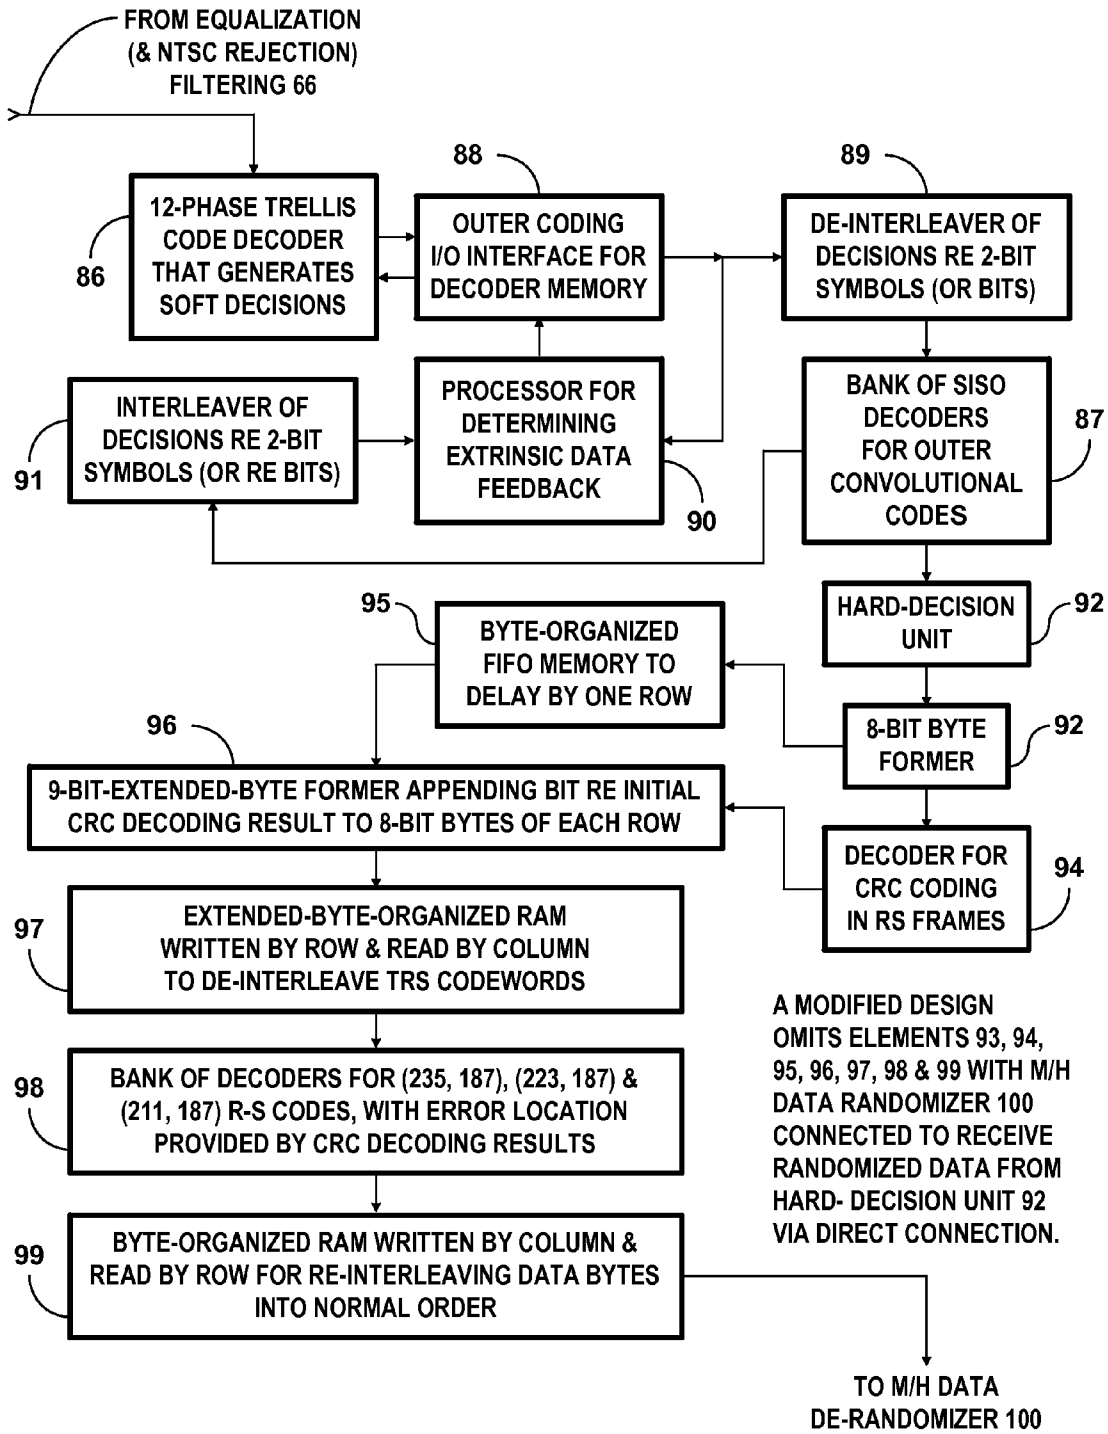 FROM EQUALIZATION
(& NTSC REJECTION)
FILTERING 66
86
12-PHASE TRELLIS
CODE DECODER
THAT GENERATES
SOFT DECISIONS
88
OUTER CODING
I/O INTERFACE FOR
DECODER MEMORY
89
DE-INTERLEAVER OF
DECISIONS RE 2-BIT
SYMBOLS (OR BITS)
91
INTERLEAVER OF
DECISIONS RE 2-BIT
SYMBOLS (OR RE BITS)
PROCESSOR FOR
DETERMINING
EXTRINSIC DATA
FEEDBACK
90
BANK OF SISO
DECODERS
FOR OUTER
CONVOLUTIONAL
CODES
87
HARD-DECISION
UNIT
92
95
BYTE-ORGANIZED
FIFO MEMORY TO
DELAY BY ONE ROW
8-BIT BYTE
FORMER
92
96
9-BIT-EXTENDED-BYTE FORMER APPENDING BIT RE INITIAL
CRC DECODING RESULT TO 8-BIT BYTES OF EACH ROW
DECODER FOR
CRC CODING
IN RS FRAMES
94
97
EXTENDED-BYTE-ORGANIZED RAM
WRITTEN BY ROW & READ BY COLUMN
TO DE-INTERLEAVE TRS CODEWORDS
98
BANK OF DECODERS FOR (235, 187), (223, 187) &
(211, 187) R-S CODES, WITH ERROR LOCATION
PROVIDED BY CRC DECODING RESULTS
99
BYTE-ORGANIZED RAM WRITTEN BY COLUMN &
READ BY ROW FOR RE-INTERLEAVING DATA BYTES
INTO NORMAL ORDER
A MODIFIED DESIGN
OMITS ELEMENTS 93, 94,
95, 96, 97, 98 & 99 WITH M/H
DATA RANDOMIZER 100
CONNECTED TO RECEIVE
RANDOMIZED DATA FROM
HARD- DECISION UNIT 92
VIA DIRECT CONNECTION.
TO M/H DATA
DE-RANDOMIZER 100